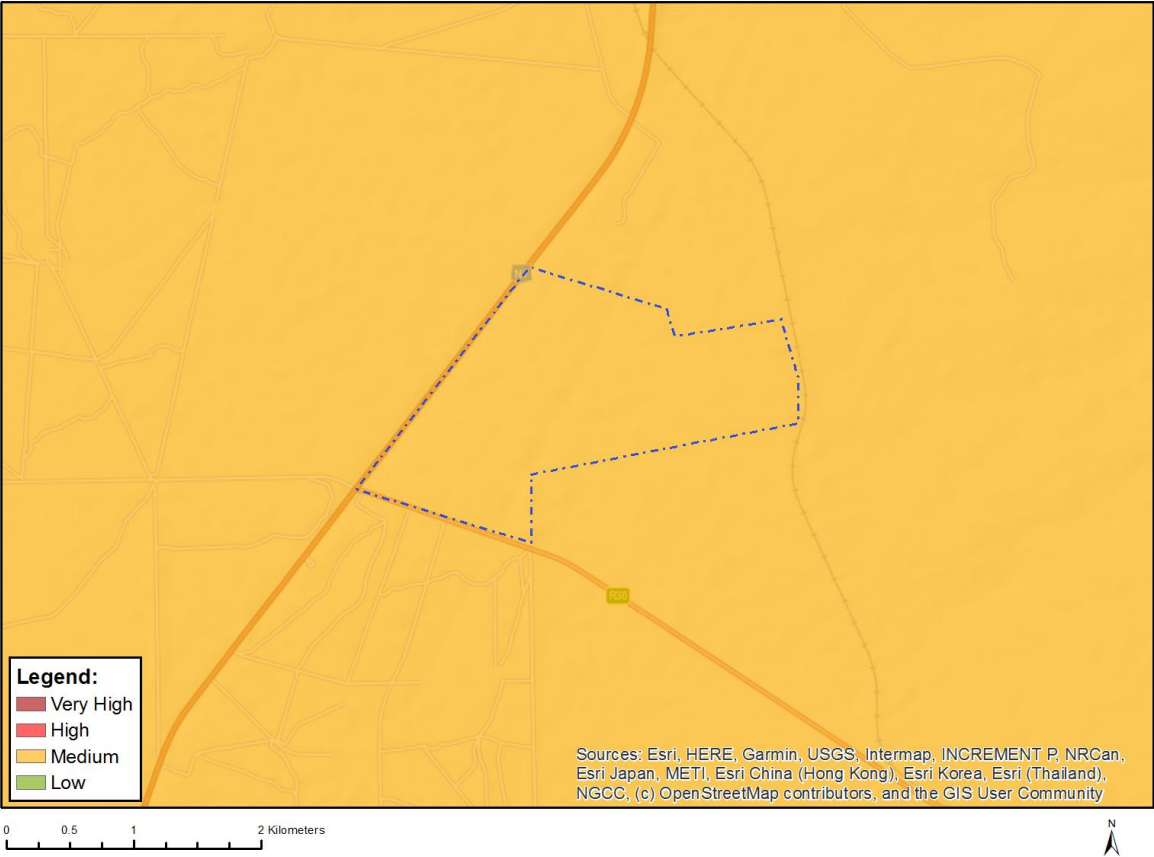 R36
Legend:
Very High
High
Medium
Low
Sources: Esri, HERE, Garmin, USGS, Intermap, INCREMENT P, NRCan,
Esri Japan, METI, Esri China (Hong Kong), Esri Korea, Esri (Thailand),
NGCC, (c) OpenStreetMap contributors, and the GIS User Community
0 0.5 1 2 Kilometers
N